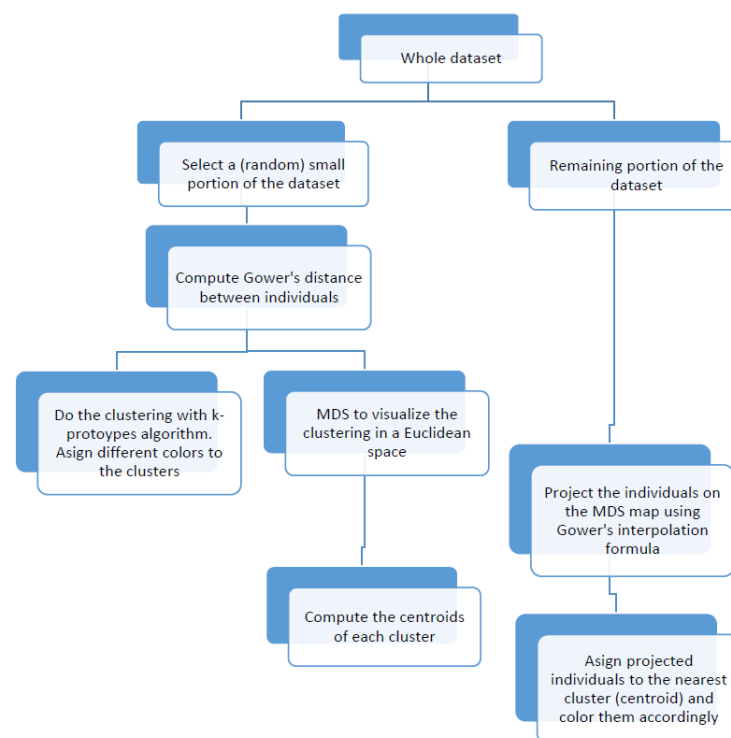 Whole dataset
Select a (random) small
portion of the dataset
Remaining portion of the
dataset
Compute Gower's distance
between individuals
Do the clustering with k-
protoypes algorithm.
Asign different colors to
the clusters
MDS to visualize the
clustering in a Euclidean
space
Project the individuals on
the MDS map using
Gower's interpolation
formula
Compute the centroids
of each cluster
Asign projected
individuals to the nearest
cluster (centroid) and
color them accordingly